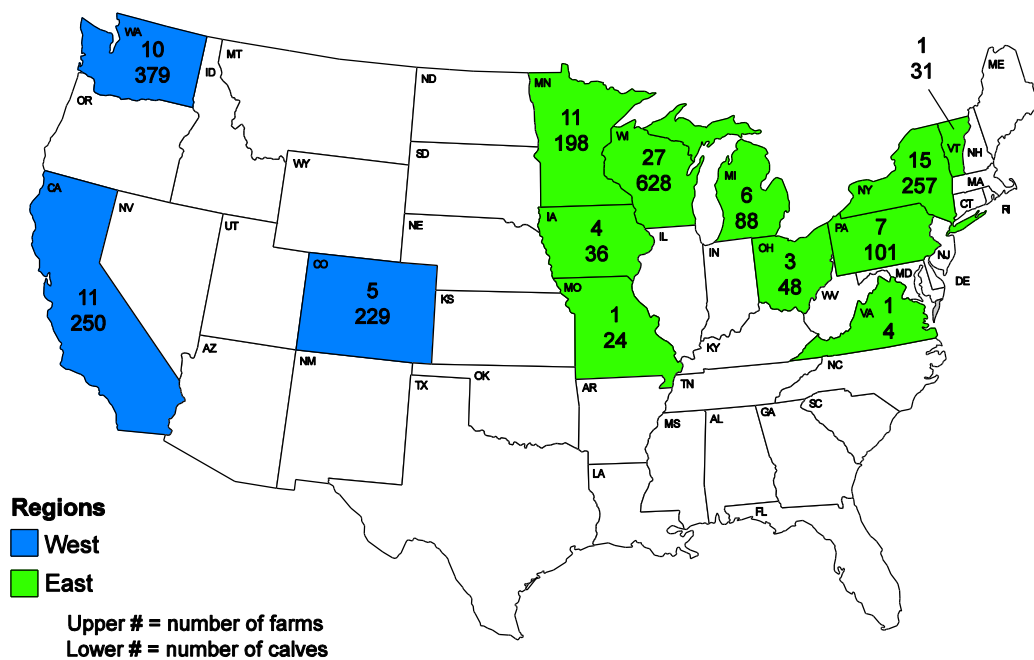 WA
10
379
MT
ID
OR
ND
MN
11
198
1
31
ME
WI
27
628
VT
NH
SD
WY
MI
6
88
15
NY
257
MA
CT
RI
CA
NV
UT
NE
IA
4
36
PA
7
101
NJ
IL
IN
OH
3
48
MD
DE
CO
5
229
11
250
KS
MO
1
24
WV
VA
1
4
KY
AZ
NM
OK
TX
AR
TN
NC
SC
MS
AL
GA
LA
FL
Regions
West
East
Upper # = number of farms
Lower # = number of calves